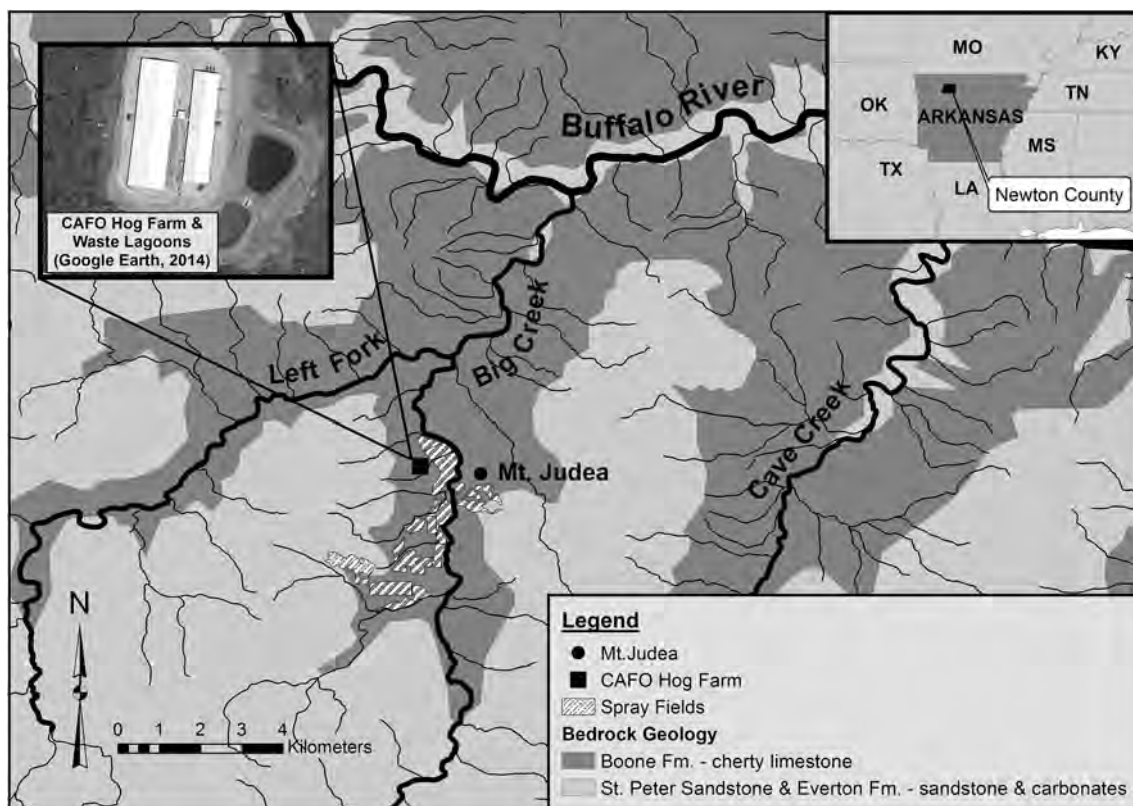 CAFO Hog Farm &
Waste Lagoons
(Google Earth, 2014)
Buffalo River
MO
KY
OK
ARKANSAS
TN
MS
TX
LA
Newton County
Left Fork
Big Creek
Cave Creek
Mt. Judea
N
0 1 2 3 4
Kilometers
Legend
Mt.Judea
CAFO Hog Farm
Spray Fields
Bedrock Geology
Boone Fm. - cherty limestone
St. Peter Sandstone & Everton Fm. - sandstone & carbonates